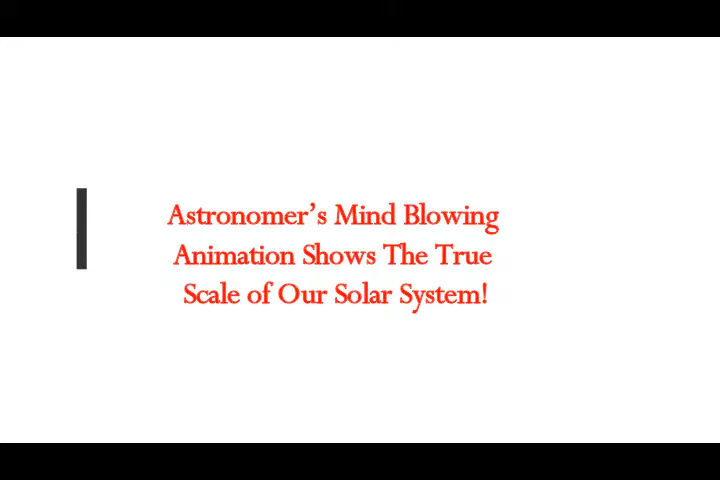 Astronomer’s Mind Blowing
Animation Shows The True
Scale of Our Solar System!